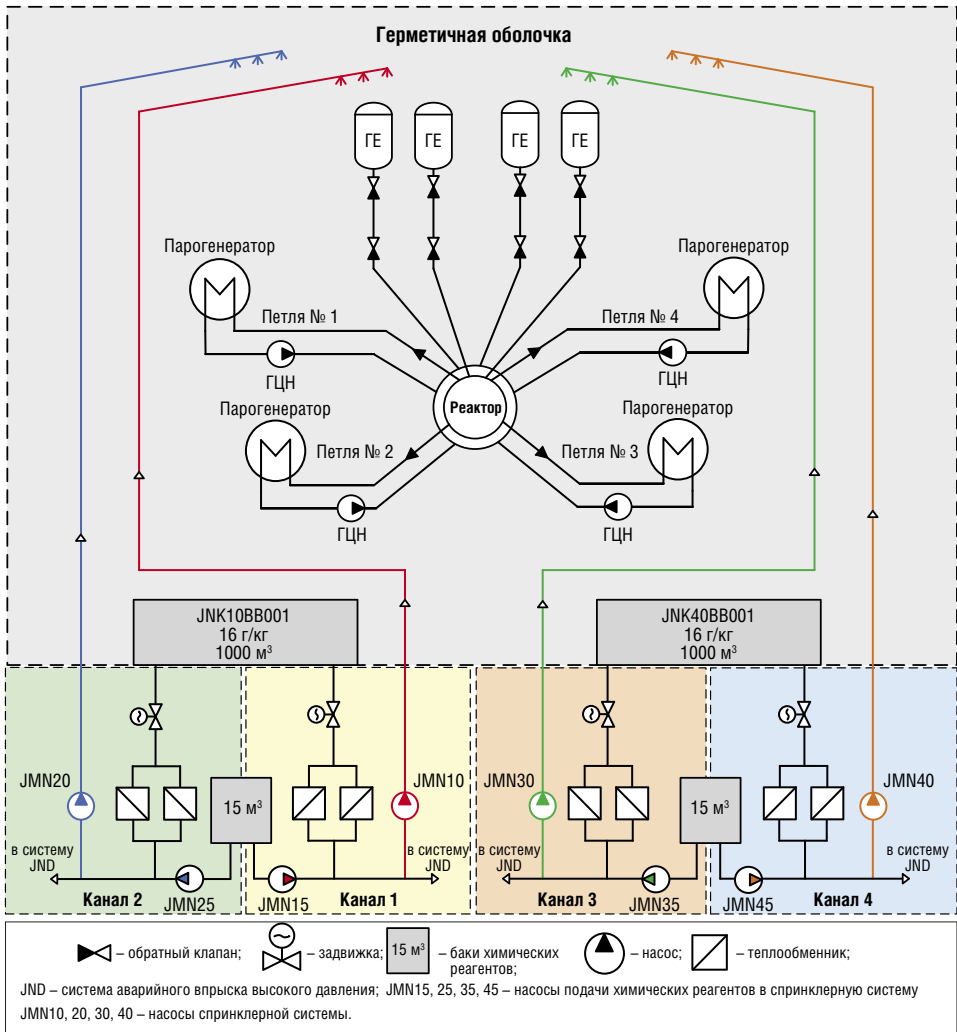 Герметичная оболочка
ГЕ
ГЕ
ГЕ
ГЕ
Парогенератор
Парогенератор
Петля № 1
Петля № 4
ГЦН
ГЦН
Парогенератор
Реактор
Парогенератор
Петля № 2
Петля № 3
ГЦН
ГЦН
JNK10BB001
16 г/кг
1000 м³
JNK40BB001
16 г/кг
1000 м³
JMN20
JMN10
JMN30
JMN40
15 м³
15 м³
в систему
JND
в систему
JND
в систему
JND
в систему
JND
Канал 2
JMN25
JMN15
Канал 1
Канал 3
JMN35
JMN45
Канал 4
– обратный клапан;
– задвижка;
15 м³
– баки химических
реагентов;
– насос;
– теплообменник;
JND – система аварийного впрыска высокого давления; JMN15, 25, 35, 45 – насосы подачи химических реагентов в спринклерную систему
JMN10, 20, 30, 40 – насосы спринклерной системы.